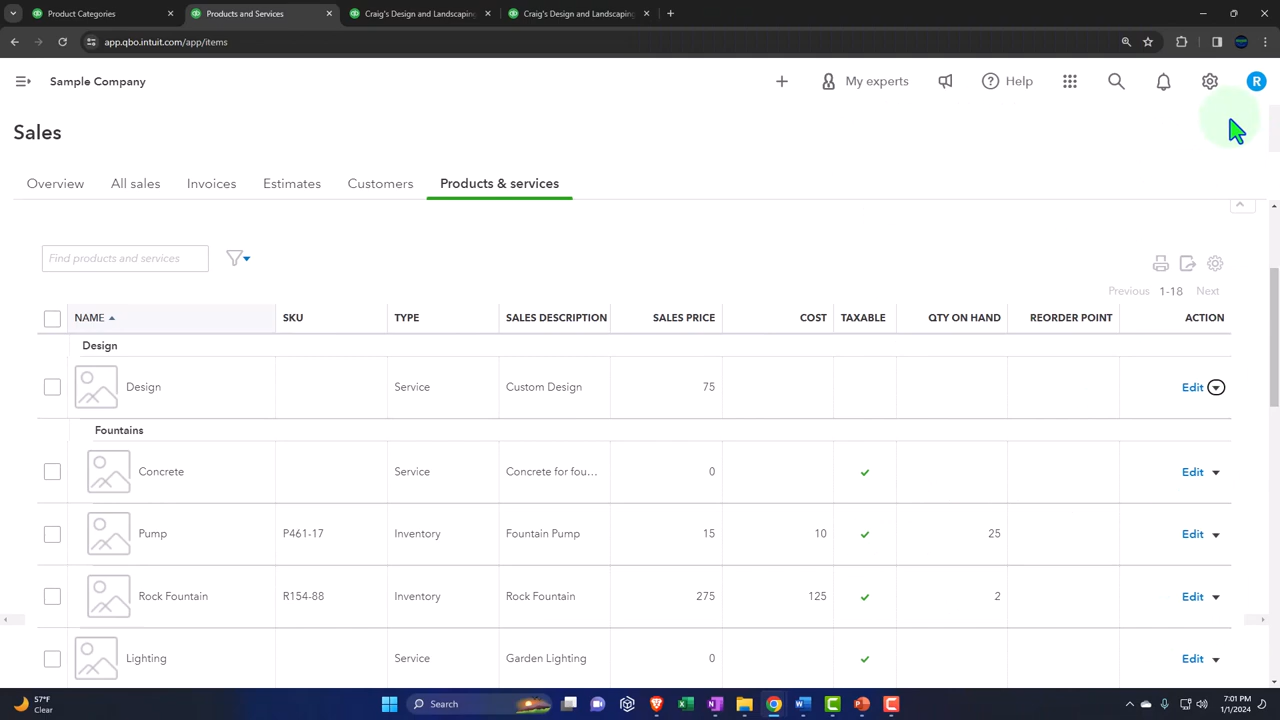 Product Categories
Products and Services
Craig's Design and Landscaping
Craig's Design and Landscaping
app.qbo.intuit.com/app/items
Sample Company
My experts
Help
R
Sales
Overview
All sales
Invoices
Estimates
Customers
Products & services
Find products and services
Previous 1-18 Next
NAME SKU TYPE SALES DESCRIPTION SALES PRICE COST TAXABLE QTY ON HAND REORDER POINT ACTION
Design
Design Service Custom Design 75 Edit
Fountains
Concrete Service Concrete for fou... 0 Edit
Pump P461-17 Inventory Fountain Pump 15 10 25 Edit
Rock Fountain R154-88 Inventory Rock Fountain 275 125 2 Edit
Lighting Service Garden Lighting 0 Edit
57°F
Clear
Search
7:01 PM
1/1/2024